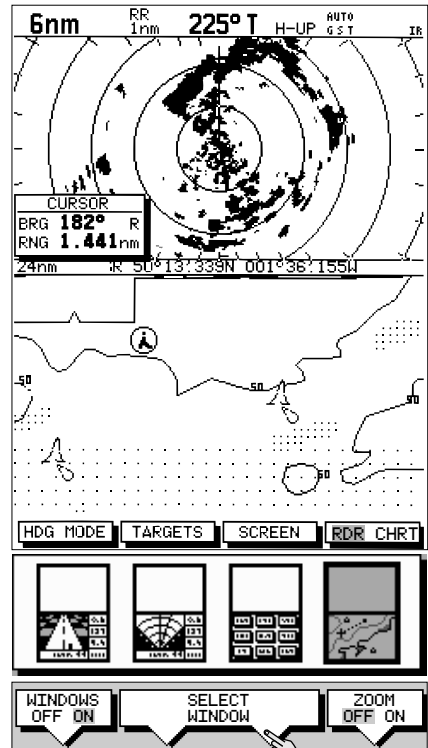 6nm RR 1nm 225° T H-UP AUTO GST IR
CURSOR
BRG 182° R
RNG 1.441nm
24nm R 50°13'.339N 001°36'.155W
50
50
50
50
HDG MODE TARGETS SCREEN RDR CHRT
WINDOWS OFF ON
SELECT WINDOW
ZOOM OFF ON